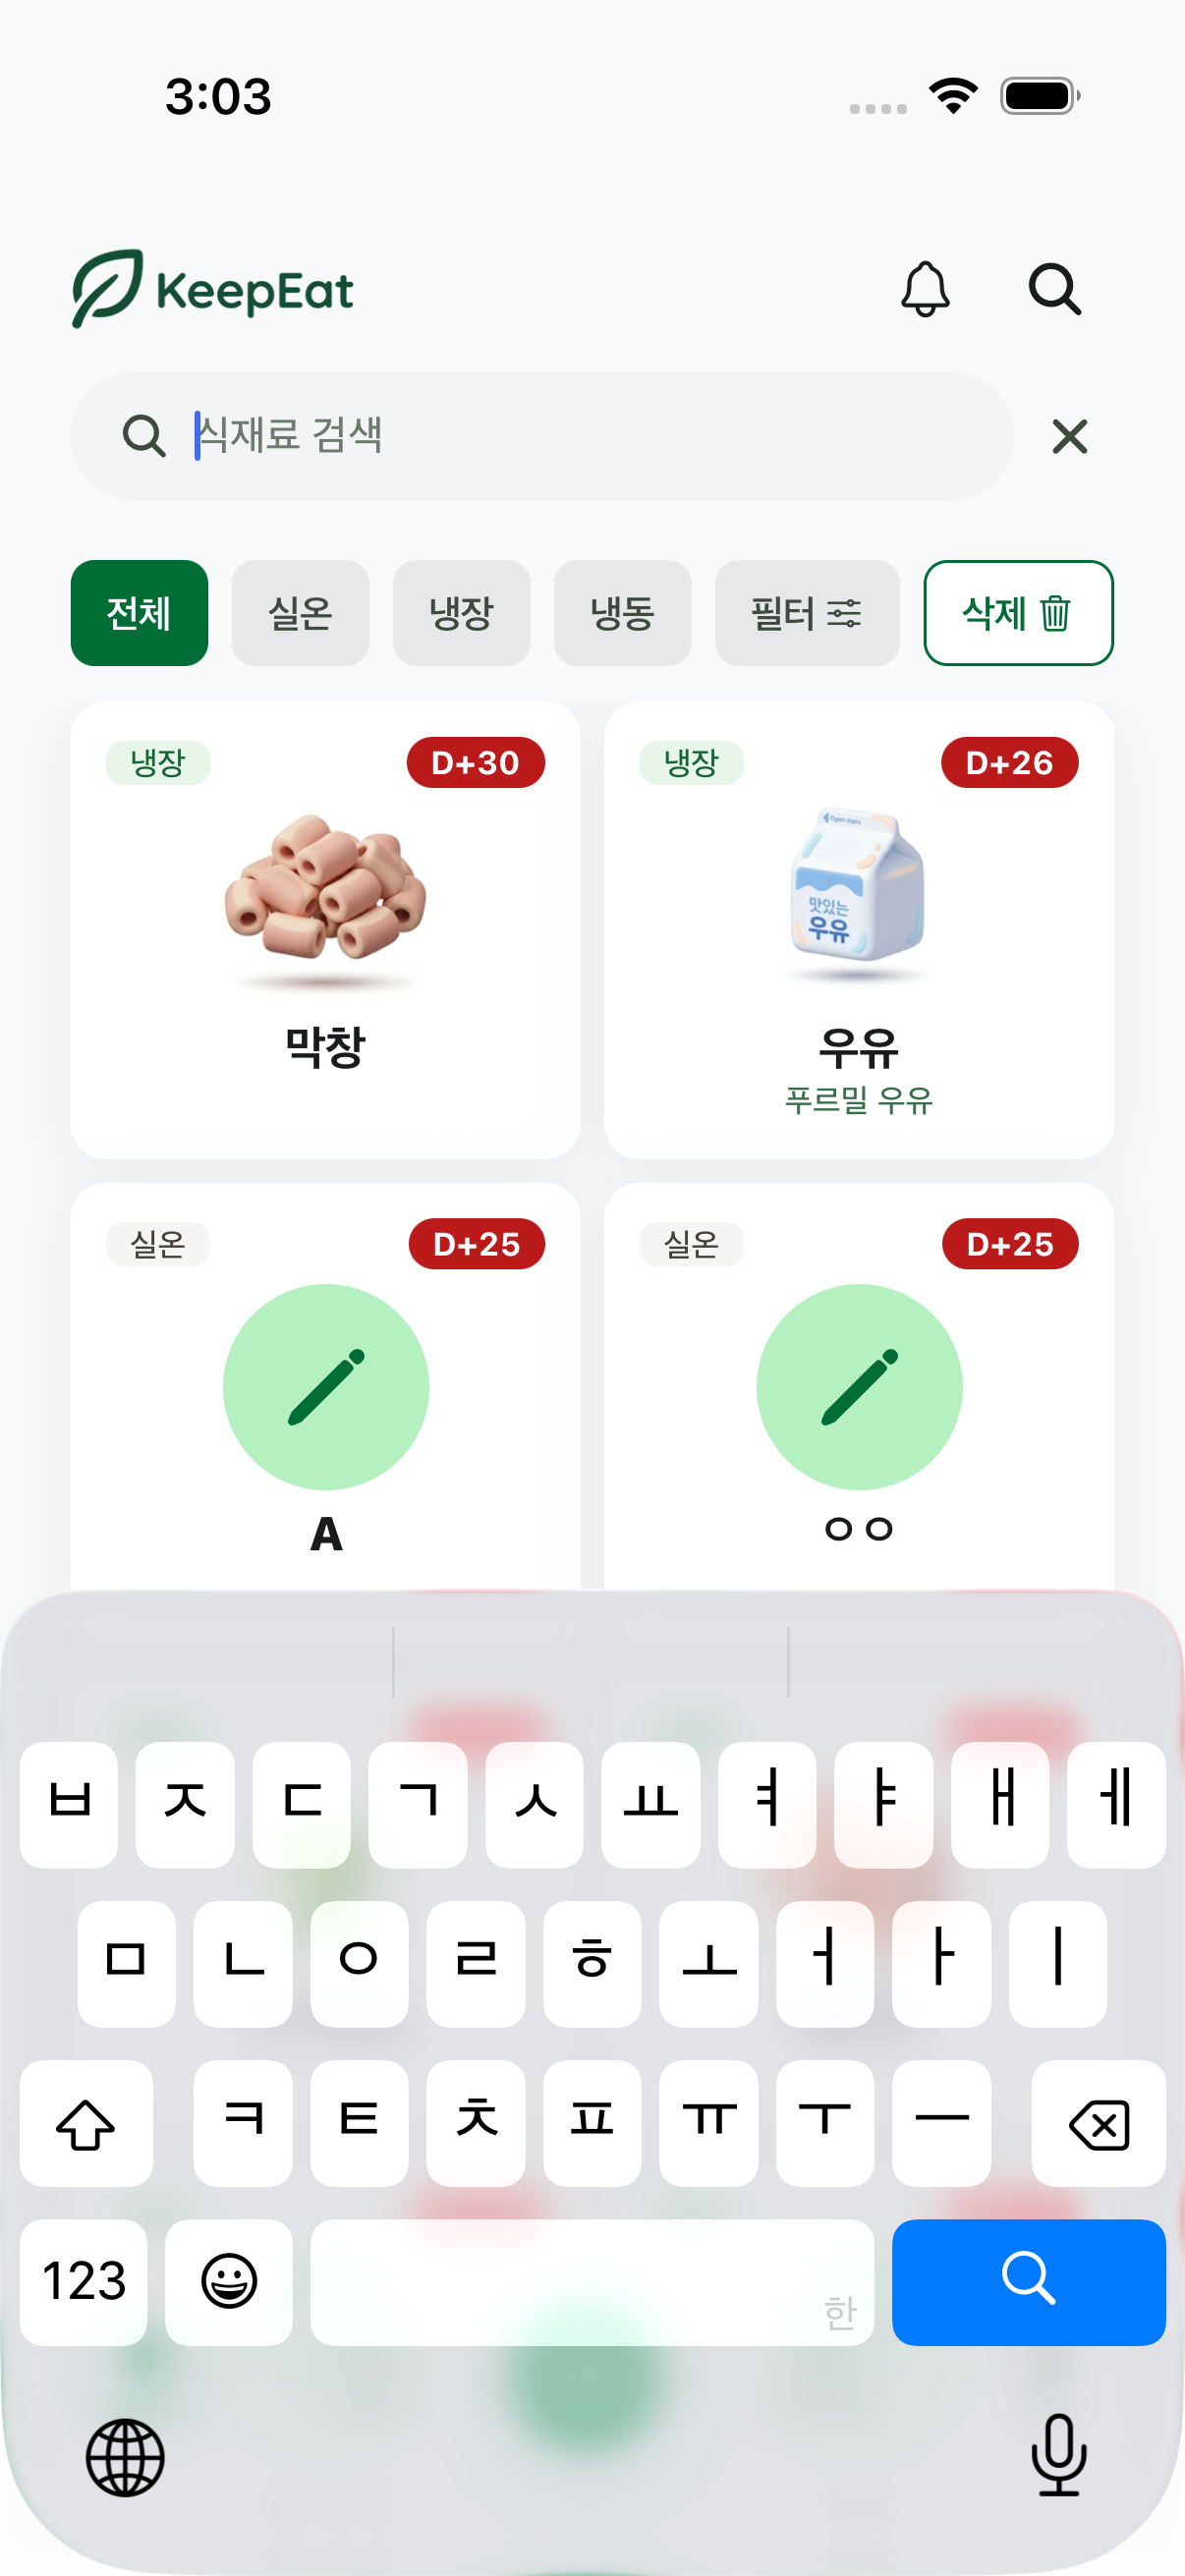 3:03
KeepEat
식재료 검색
전체 실온 냉장 냉동 필터 삭제
냉장 D+30
냉장 D+26
Open Here
맛있는
우유
막창
우유
푸르밀 우유
실온 D+25
실온 D+25
A
ㅇㅇ
ㅂ ㅈ ㄷ ㄱ ㅅ ㅛ ㅕ ㅑ ㅐ ㅔ
ㅁ ㄴ ㅇ ㄹ ㅎ ㅗ ㅓ ㅏ ㅣ
ㅋ ㅌ ㅊ ㅍ ㅠ ㅜ ㅡ
123 한